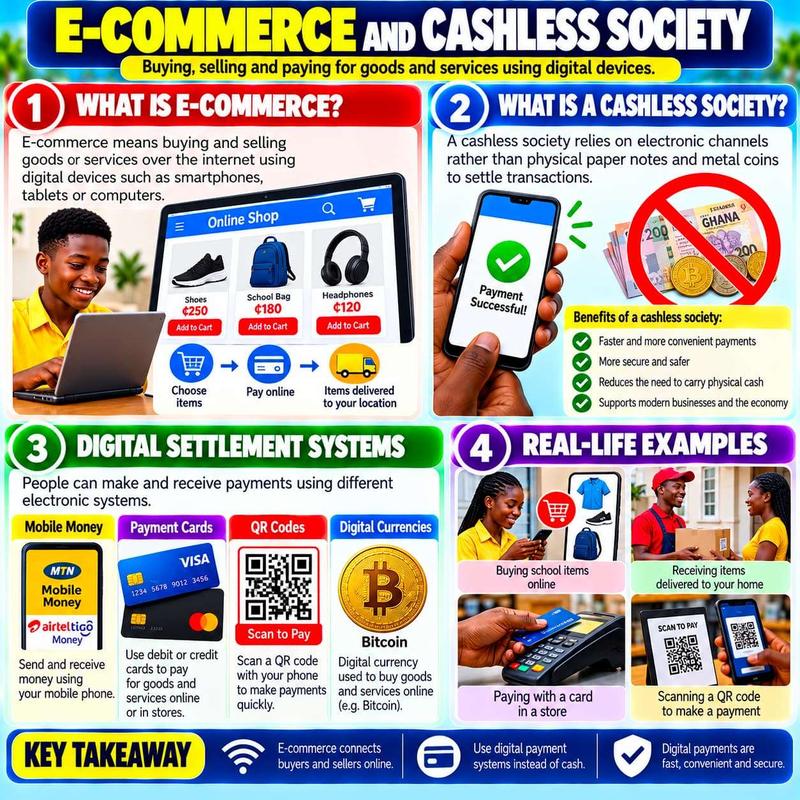 E-COMMERCE AND CASHLESS SOCIETY
Buying, selling and paying for goods and services using digital devices.
1 WHAT IS E-COMMERCE?
E-commerce means buying and selling
goods or services over the internet using
digital devices such as smartphones,
tablets or computers.
Online Shop
Shoes
₵250
Add to Cart
School Bag
₵180
Add to Cart
Headphones
₵120
Add to Cart
Choose
items
Pay online
Items delivered
to your location
2 WHAT IS A CASHLESS SOCIETY?
A cashless society relies on electronic channels
rather than physical paper notes and metal coins
to settle transactions.
Payment
Successful!
200
GHANA
200
Benefits of a cashless society:
Faster and more convenient payments
More secure and safer
Reduces the need to carry physical cash
Supports modern businesses and the economy
3 DIGITAL SETTLEMENT SYSTEMS
People can make and receive payments using different
electronic systems.
Mobile Money
MTN
Mobile
Money
airteltigo
Money
Send and receive
money using
your mobile phone.
Payment Cards
VISA
1234 5678 9012 3456
Use debit or credit
cards to pay
for goods and
services online
or in stores.
QR Codes
Scan to Pay
Scan a QR code
with your phone
to make payments
quickly.
Digital Currencies
Bitcoin
Digital currency
used to buy goods
and services online
(e.g. Bitcoin).
4 REAL-LIFE EXAMPLES
Buying school items
online
Receiving items
delivered to your home
Paying with a card
in a store
SCAN TO PAY
Scanning a QR code
to make a payment
KEY TAKEAWAY
E-commerce connects
buyers and sellers online.
Use digital payment
systems instead of cash.
Digital payments are
fast, convenient and secure.